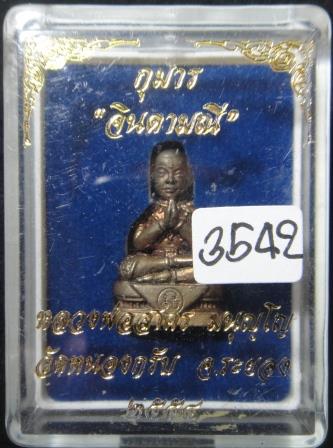 กุมาร
"จินดามณี"
3542
หลวงพ่อสาคร มนุญโญ
วัดหนองกรับ จ.ระยอง